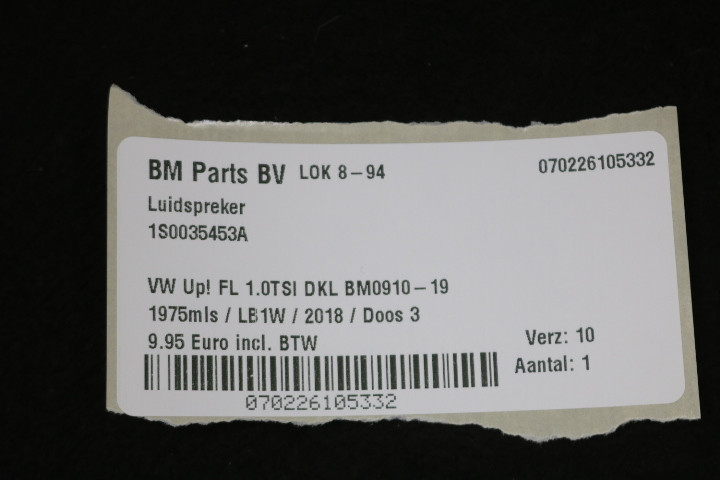 BM Parts BV LOK 8-94 070226105332
Luidspreker
1S0035453A
VW Up! FL 1.0TSI DKL BM0910-19
1975mls / LB1W / 2018 / Doos 3
9.95 Euro incl. BTW Verz: 10
Aantal: 1
070226105332